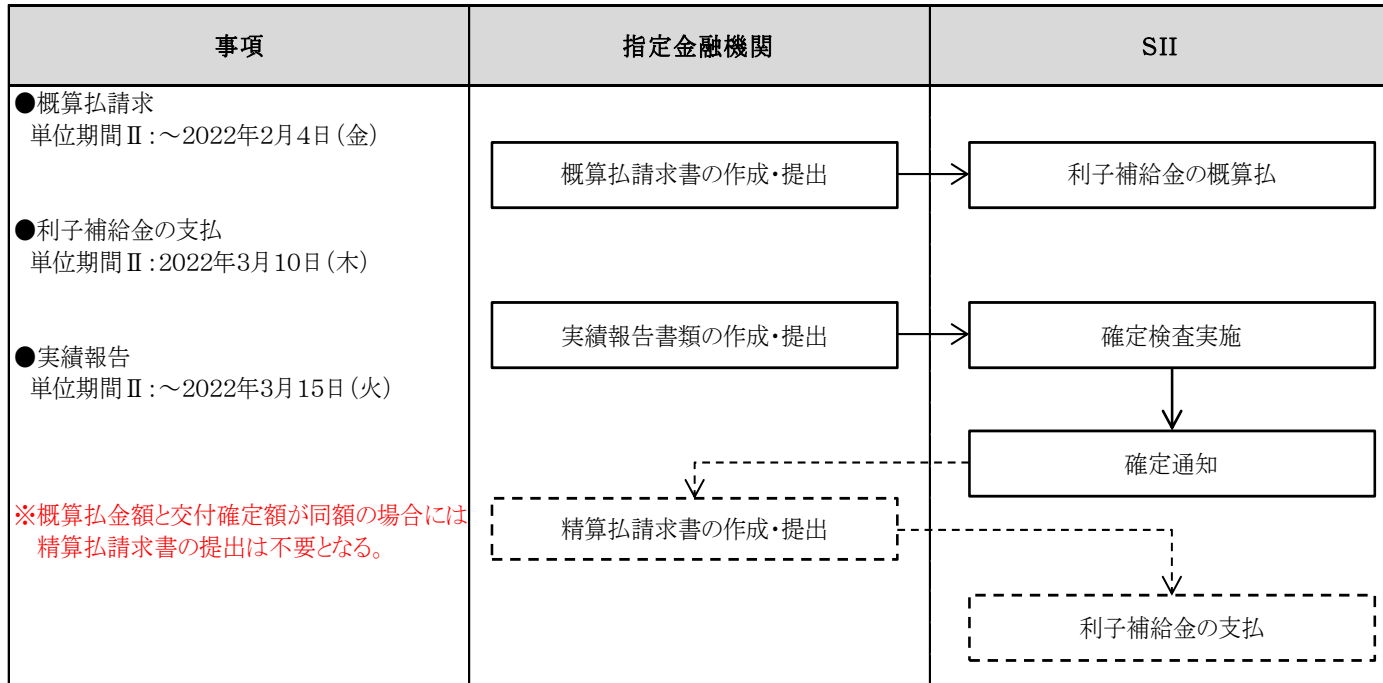 事項
指定金融機関
SII
●概算払請求
単位期間Ⅱ:～2022年2月4日(金)
●利子補給金の支払
単位期間Ⅱ:2022年3月10日(木)
●実績報告
単位期間Ⅱ:～2022年3月15日(火)
※概算払金額と交付確定額が同額の場合には
精算払請求書の提出は不要となる。
概算払請求書の作成・提出
利子補給金の概算払
実績報告書類の作成・提出
確定検査実施
確定通知
精算払請求書の作成・提出
利子補給金の支払